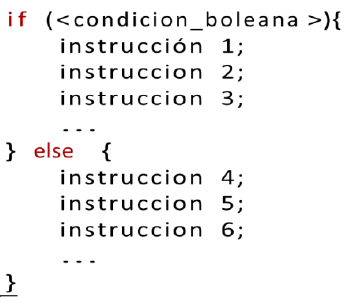 if (<condicion_boleana>){
    instrucción 1;
    instruccion 2;
    instruccion 3;
    ...
} else {
    instruccion 4;
    instruccion 5;
    instruccion 6;
    ...
}